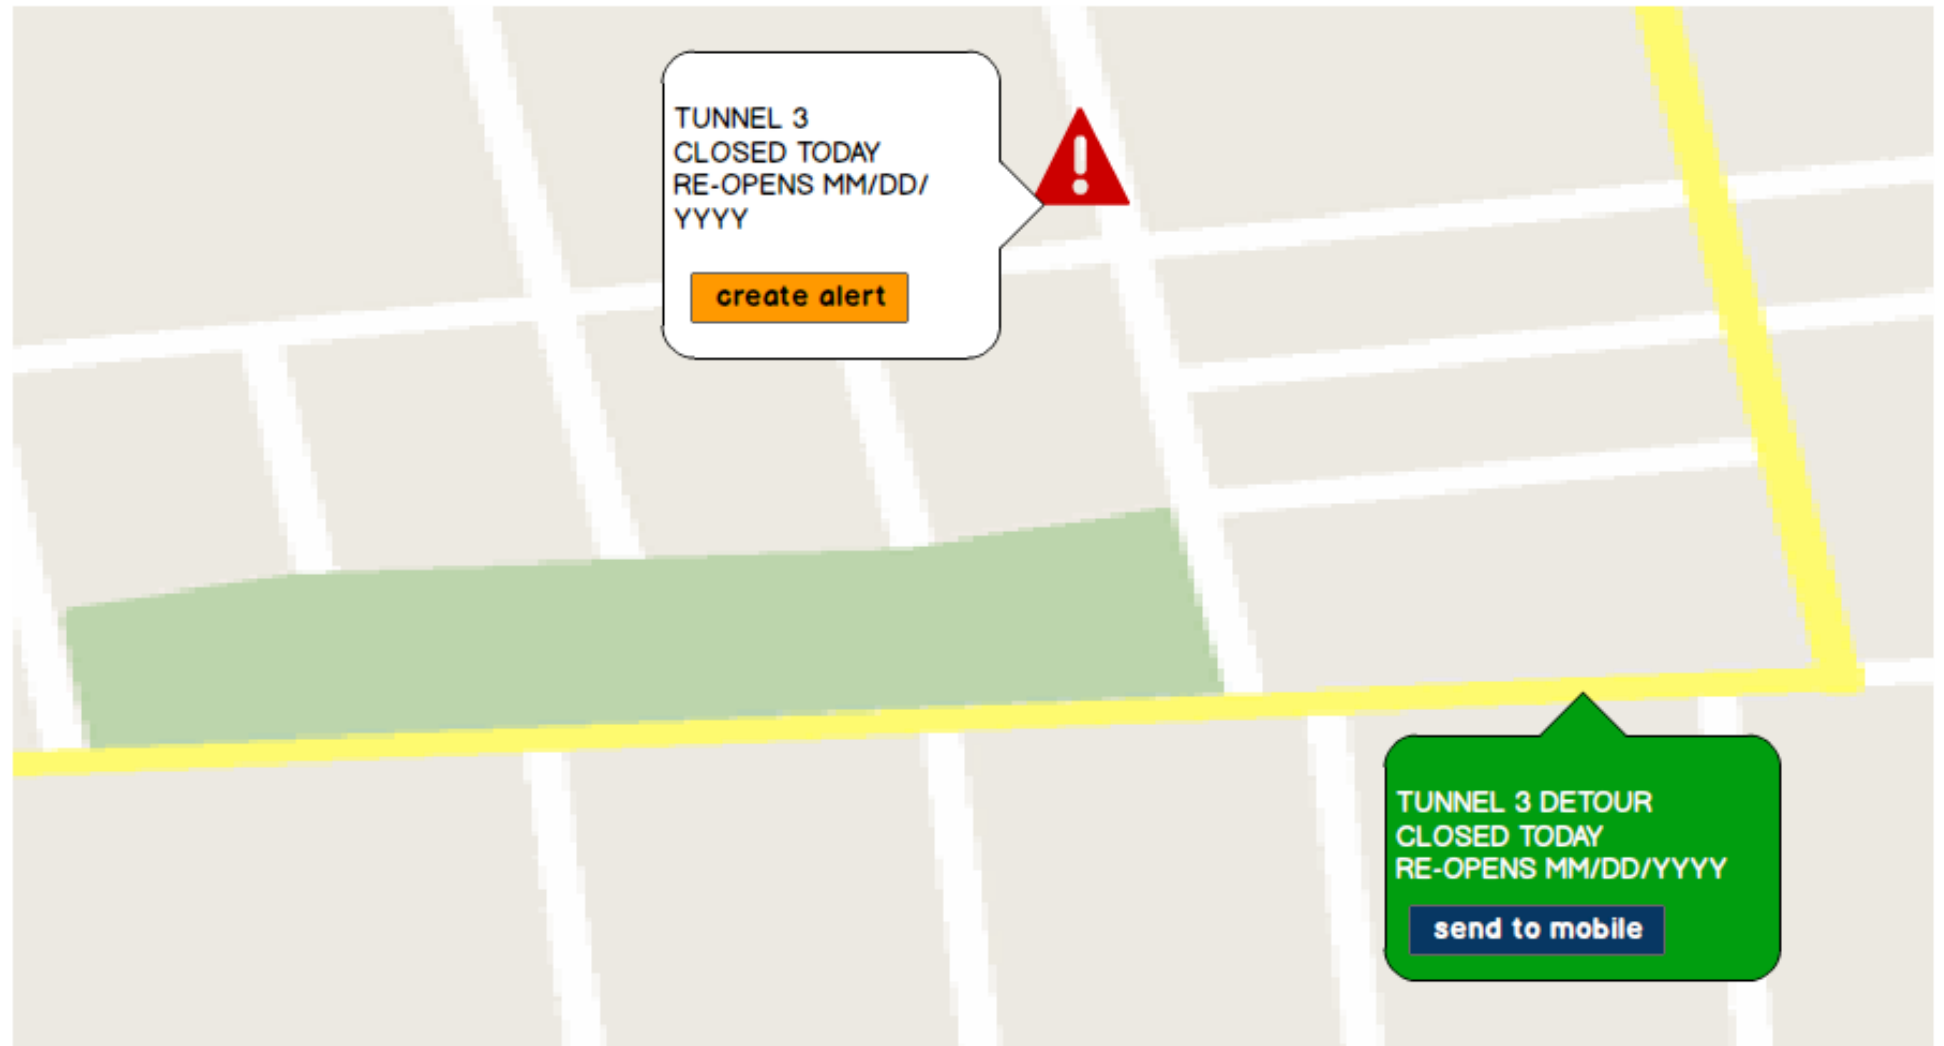 TUNNEL 3
CLOSED TODAY
RE-OPENS MM/DD/
YYYY
create alert
TUNNEL 3 DETOUR
CLOSED TODAY
RE-OPENS MM/DD/YYYY
send to mobile